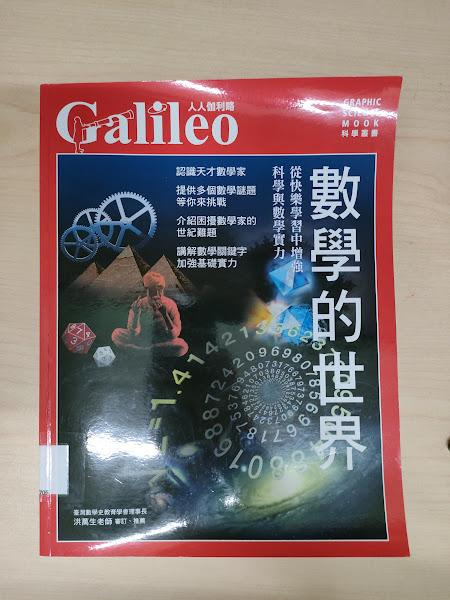 人人伽利略
Galileo
GRAPHIC
SCIENCE
MOOK
科學叢書
數學的世界
從快樂學習中增強
科學與數學實力
認識天才數學家
提供多個數學謎題
等你來挑戰
介紹困擾數學家的
世紀難題
講解數學關鍵字
加強基礎實力
臺灣數學史教育學會理事長
洪萬生老師 審訂、推薦